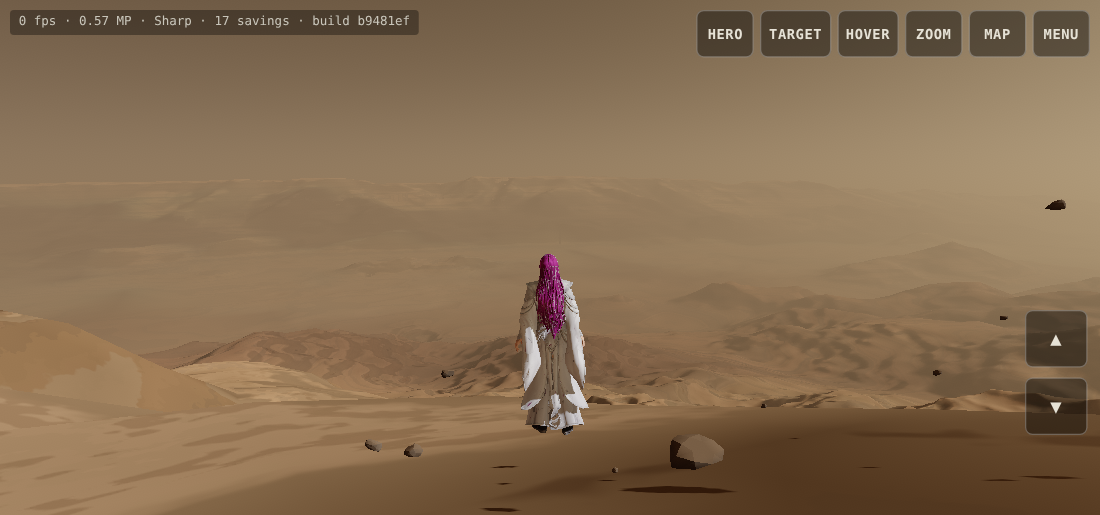 0 fps · 0.57 MP · Sharp · 17 savings · build b9481ef
HERO TARGET HOVER ZOOM MAP MENU
▲
▼